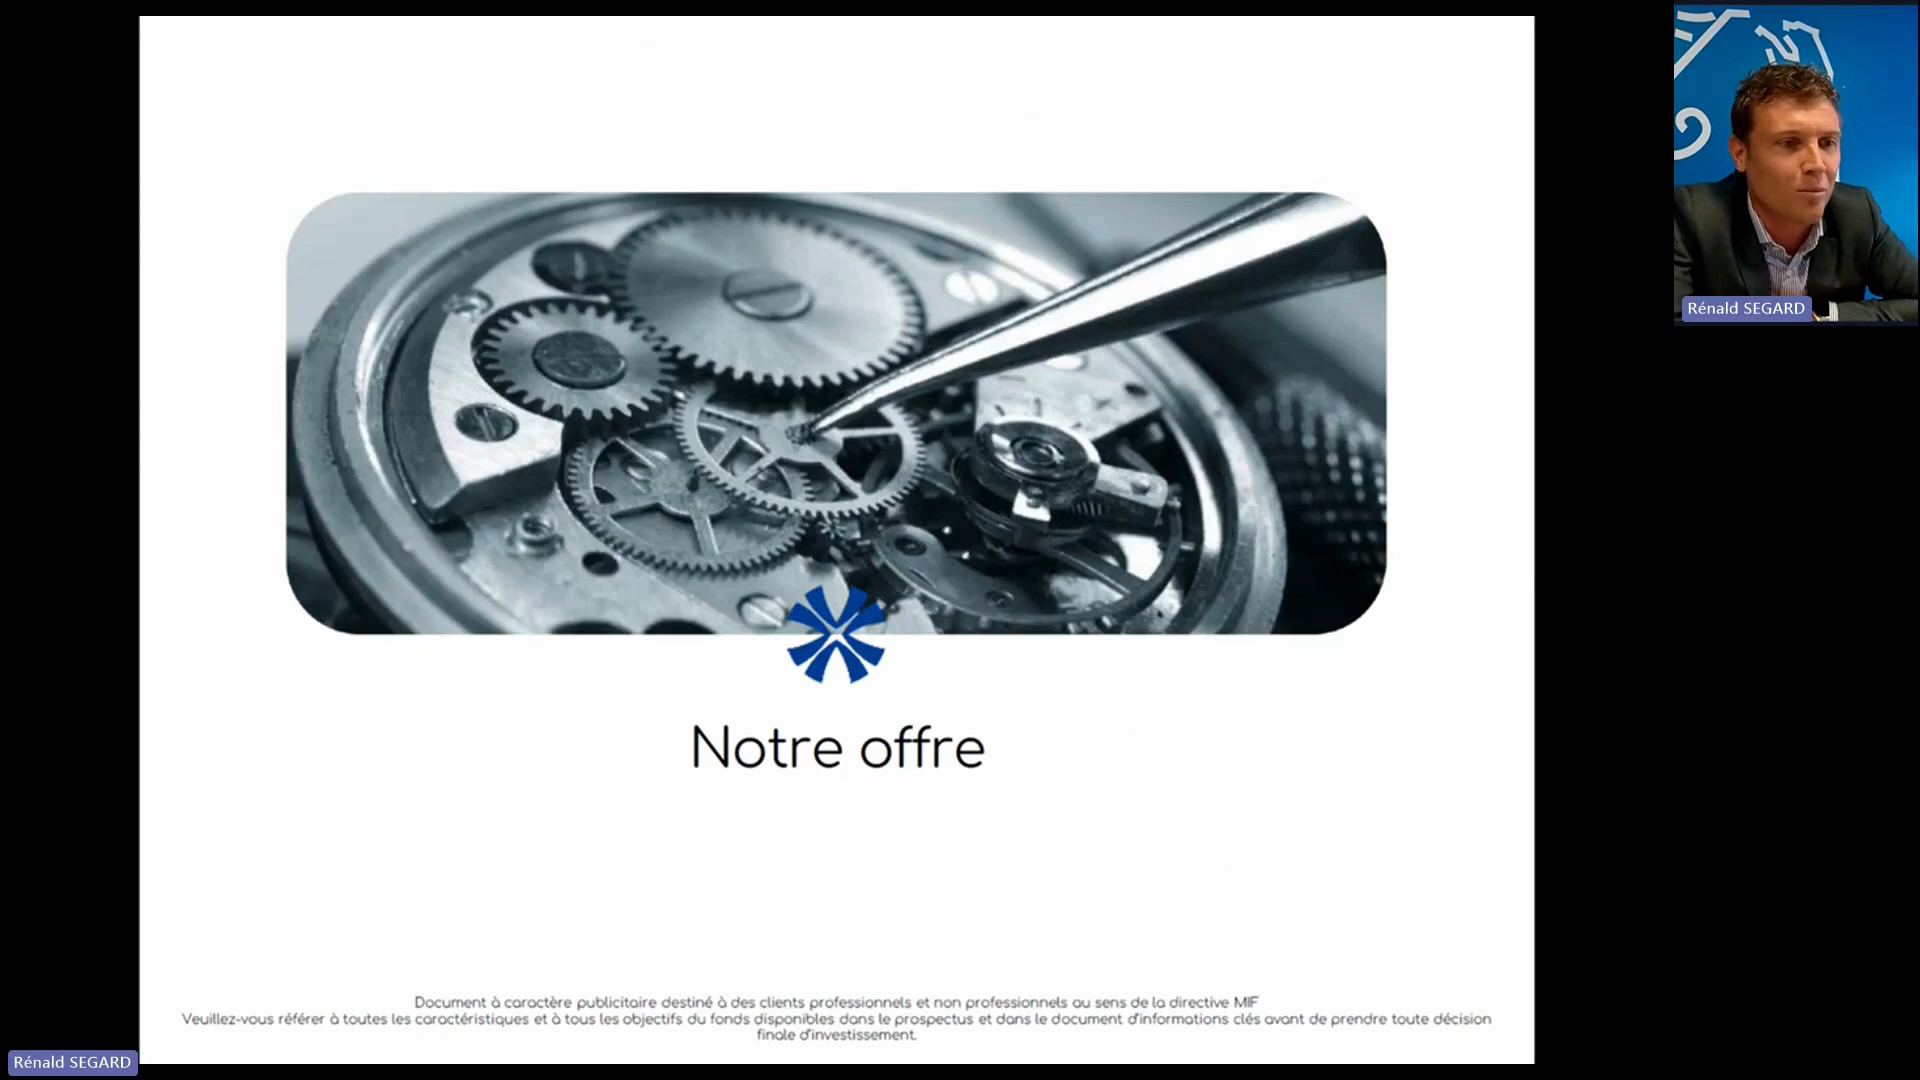 Rénald SEGARD
Notre offre
Document à caractère publicitaire destiné à des clients professionnels et non professionnels au sens de la directive MIF
Veuillez-vous référer à toutes les caractéristiques et à tous les objectifs du fonds disponibles dans le prospectus et dans le document d'informations clés avant de prendre toute décision
finale d'investissement.
Rénald SEGARD